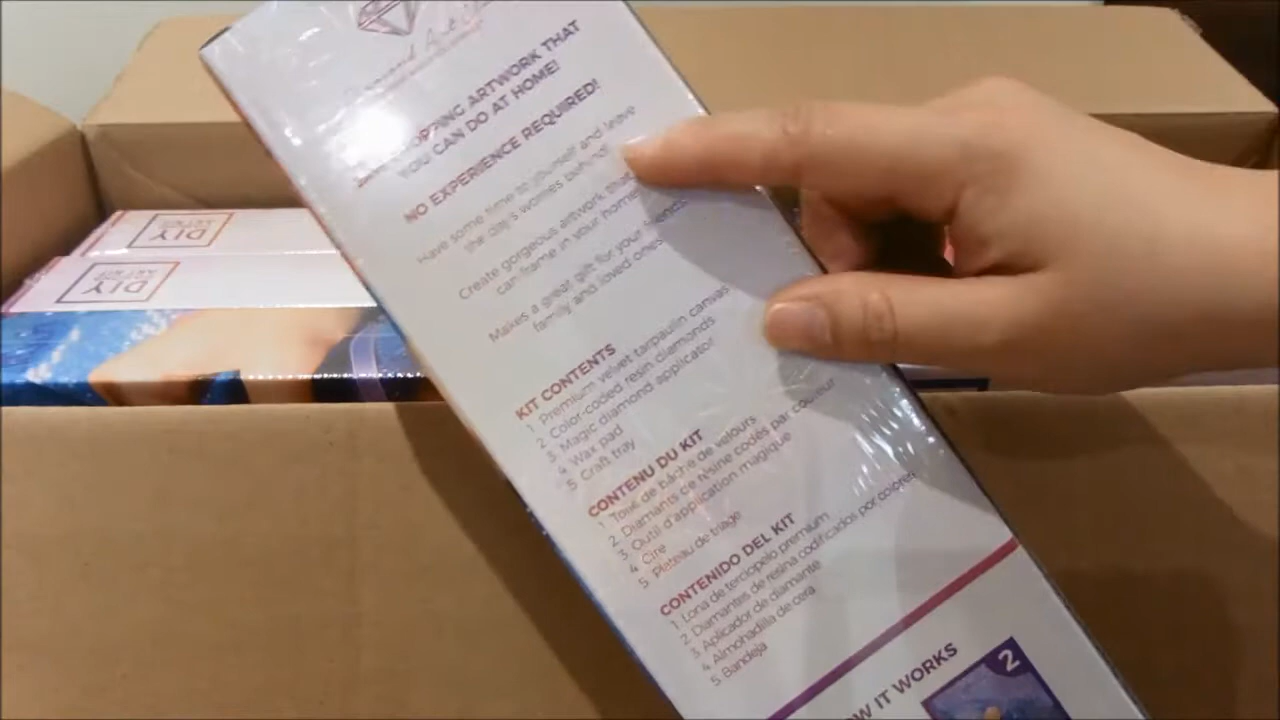 ARTWORK THAT
YOU CAN DO AT HOME!
NO EXPERIENCE REQUIRED!
Have some time to yourself and leave
the day's worries behind!
Create gorgeous artwork that
can frame in your home
Makes a great gift for your friends,
family and loved ones
KIT CONTENTS
1. Premium velvet tarpaulin canvas
2. Color-coded resin diamonds
3. Magic diamond applicator
4. Wax pad
5. Craft tray
CONTENU DU KIT
1. Toile de bâche de velours
2. Diamants de résine codés par couleur
3. Outil d'application magique
4. Cire
5. Plateau de triage
CONTENIDO DEL KIT
1. Lona de terciopelo premium
2. Diamantes de resina codificados por colores
3. Aplicador de diamante
4. Almohadilla de cera
5. Bandeja
IT WORKS
2
DIY
ART KIT
DIY
ART KIT